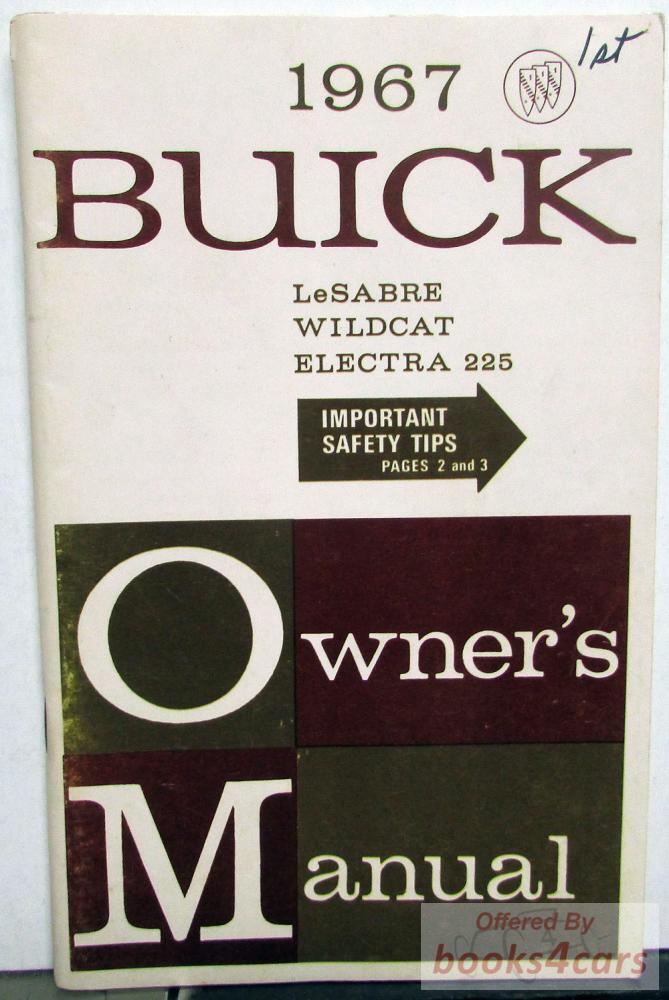 1967
1st
BUICK
LeSABRE
WILDCAT
ELECTRA 225
IMPORTANT
SAFETY TIPS
PAGES 2 and 3
Owner's
Manual
Offered By
books4cars